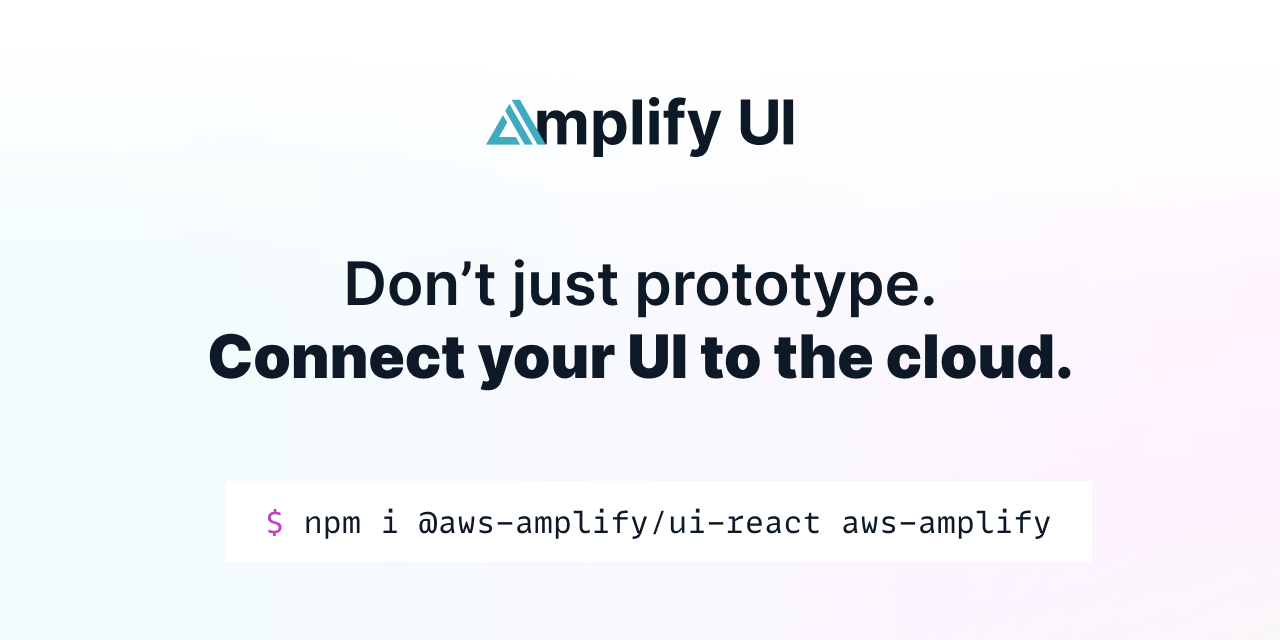 Amplify UI
Don’t just prototype.
Connect your UI to the cloud.
$ npm i @aws-amplify/ui-react aws-amplify